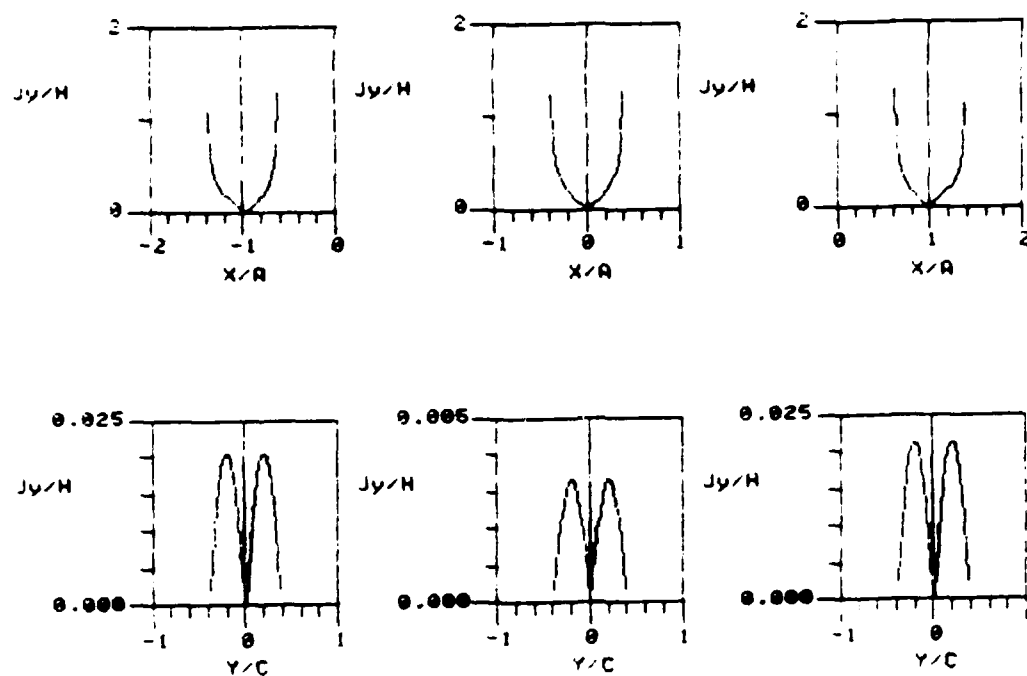 2 2 2
Jy/H Jy/H Jy/H
0 0 0
-2 -1 0 -1 0 1 0 1 2
X/A X/A X/A
0.025 0.005 0.025
Jy/H Jy/H Jy/H
0.000 0.000 0.000
-1 0 1 -1 0 1 -1 0
Y/C Y/C Y/C